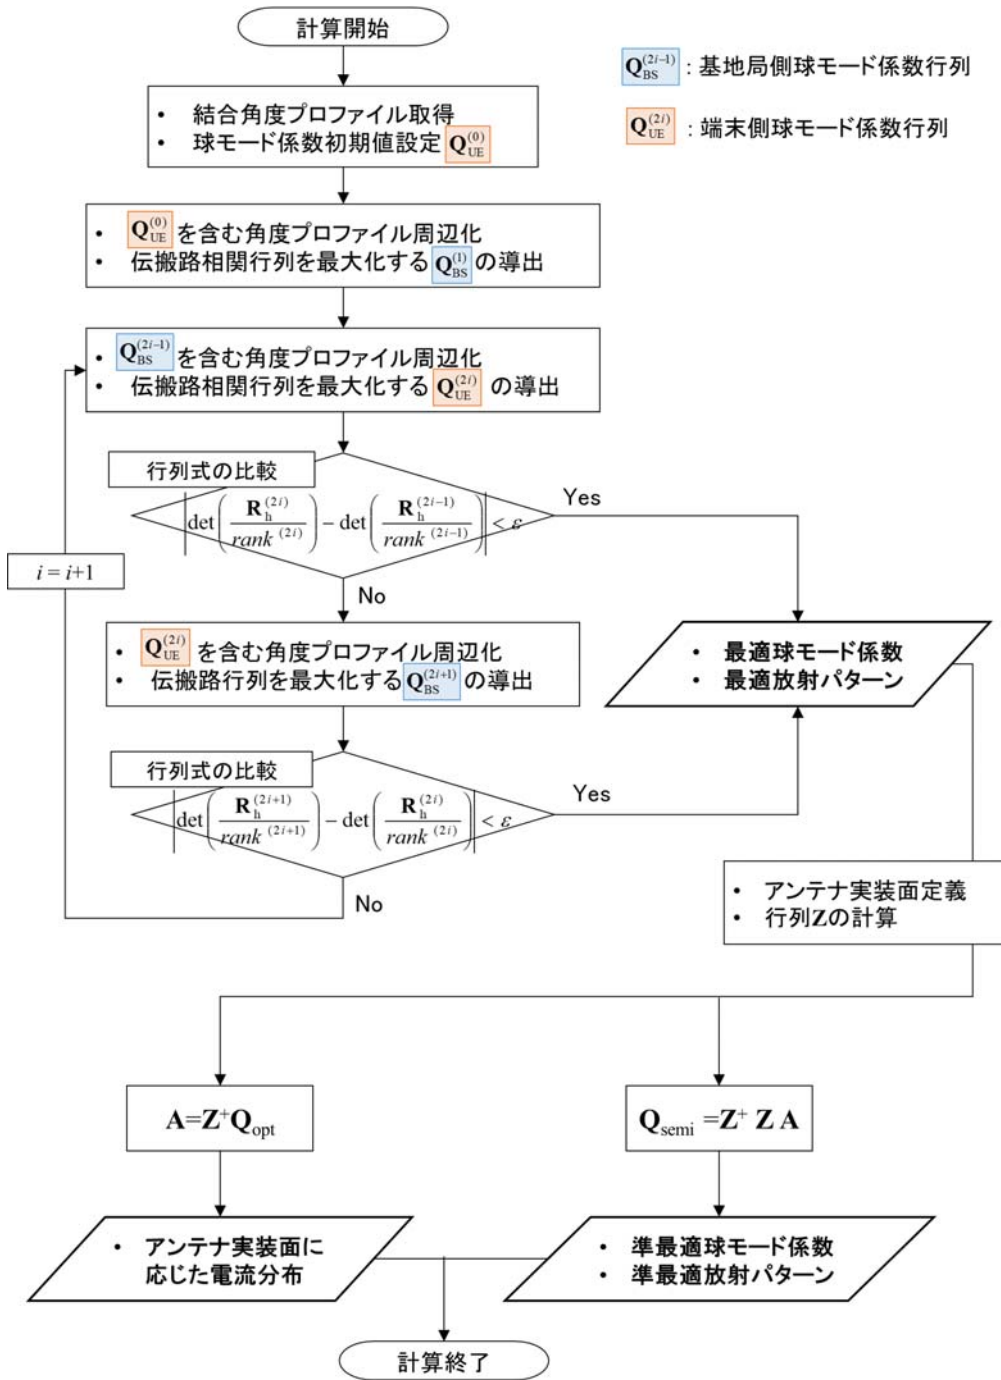 計算開始
Q_BS^(2i-1) : 基地局側球モード係数行列
Q_UE^(2i) : 端末側球モード係数行列
• 結合角度プロファイル取得
• 球モード係数初期値設定 Q_UE^(0)
• Q_UE^(0) を含む角度プロファイル周辺化
• 伝搬路相関行列を最大化する Q_BS^(1) の導出
• Q_BS^(2i-1) を含む角度プロファイル周辺化
• 伝搬路相関行列を最大化する Q_UE^(2i) の導出
行列式の比較
|det(R_h^(2i) / rank^(2i)) − det(R_h^(2i-1) / rank^(2i-1))| < ε
Yes
i = i+1
No
• Q_UE^(2i) を含む角度プロファイル周辺化
• 伝搬路行列を最大化する Q_BS^(2i+1) の導出
• 最適球モード係数
• 最適放射パターン
行列式の比較
|det(R_h^(2i+1) / rank^(2i+1)) − det(R_h^(2i) / rank^(2i))| < ε
Yes
No
• アンテナ実装面定義
• 行列Zの計算
A=Z^+Q_opt
Q_semi =Z^+ Z A
• アンテナ実装面に
応じた電流分布
• 準最適球モード係数
• 準最適放射パターン
計算終了